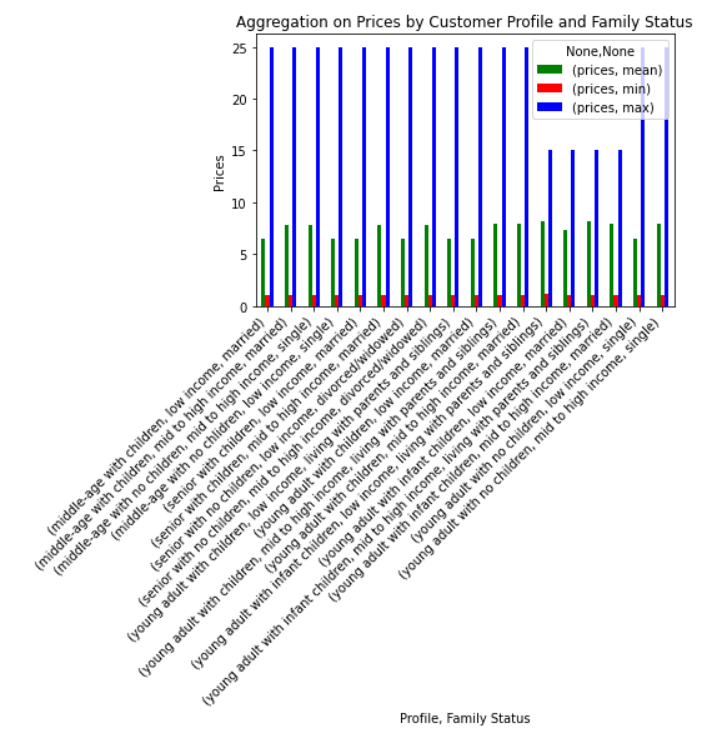 Aggregation on Prices by Customer Profile and Family Status
None,None
(prices, mean)
(prices, min)
(prices, max)
Prices
25
20
15
10
5
0
(middle-age with children, low income, married)
(middle-age with children, mid to high income, married)
(middle-age with no children, mid to high income, single)
(middle-age with no children, low income, single)
(senior with children, low income, married)
(senior with children, mid to high income, married)
(senior with no children, low income, divorced/widowed)
(senior with no children, mid to high income, divorced/widowed)
(young adult with children, low income, living with parents and siblings)
(young adult with children, low income, married)
(young adult with children, mid to high income, living with parents and siblings)
(young adult with children, mid to high income, married)
(young adult with infant children, low income, living with parents and siblings)
(young adult with infant children, low income, married)
(young adult with infant children, mid to high income, living with parents and siblings)
(young adult with infant children, mid to high income, married)
(young adult with no children, low income, single)
(young adult with no children, mid to high income, single)
Profile, Family Status